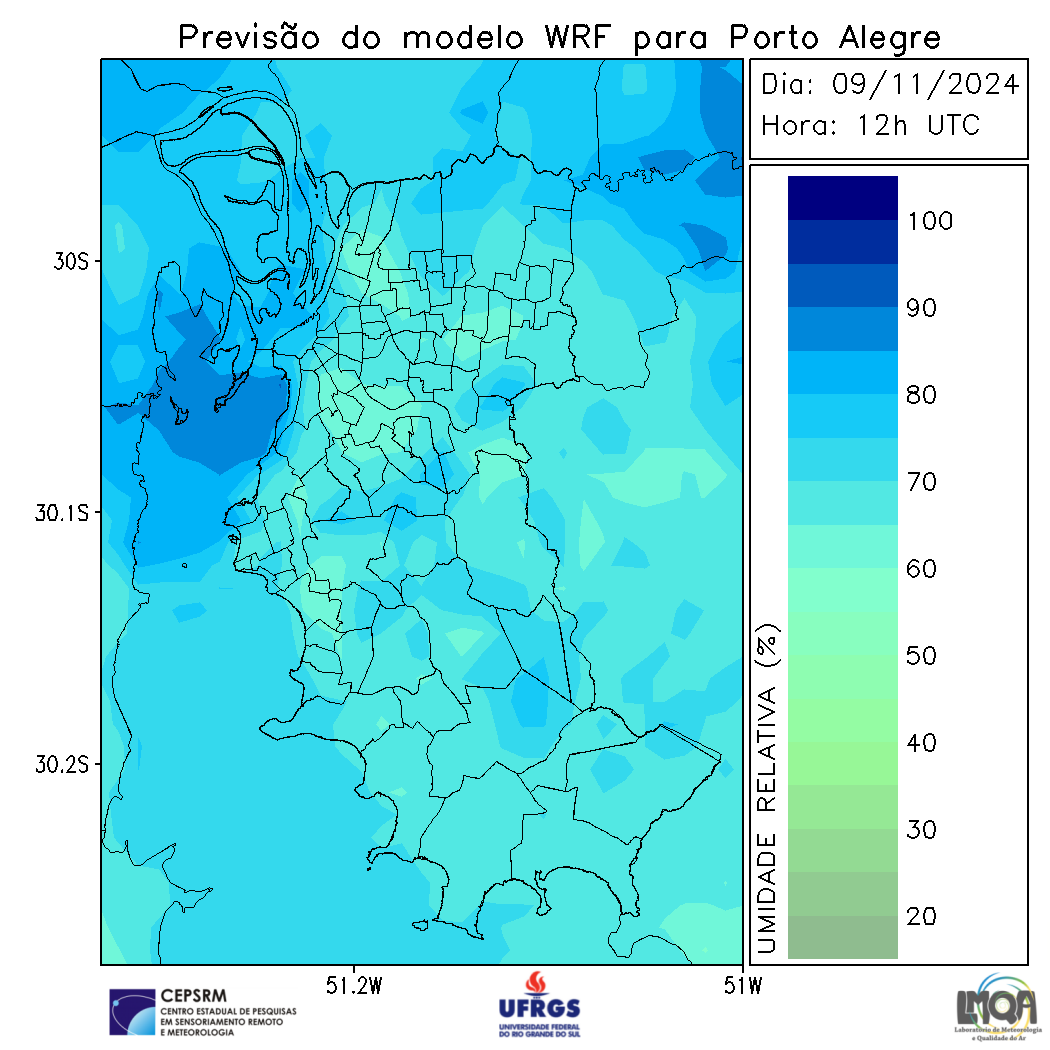 Previsão do modelo WRF para Porto Alegre
Dia: 09/11/2024
Hora: 12h UTC
30S
30.1S
30.2S
51.2W
51W
UMIDADE RELATIVA (%)
100
90
80
70
60
50
40
30
20
CEPSRM
CENTRO ESTADUAL DE PESQUISAS
EM SENSORIAMENTO REMOTO
E METEOROLOGIA
UFRGS
UNIVERSIDADE FEDERAL
DO RIO GRANDE DO SUL
LMQA
Laboratório de Meteorologia
e Qualidade do Ar